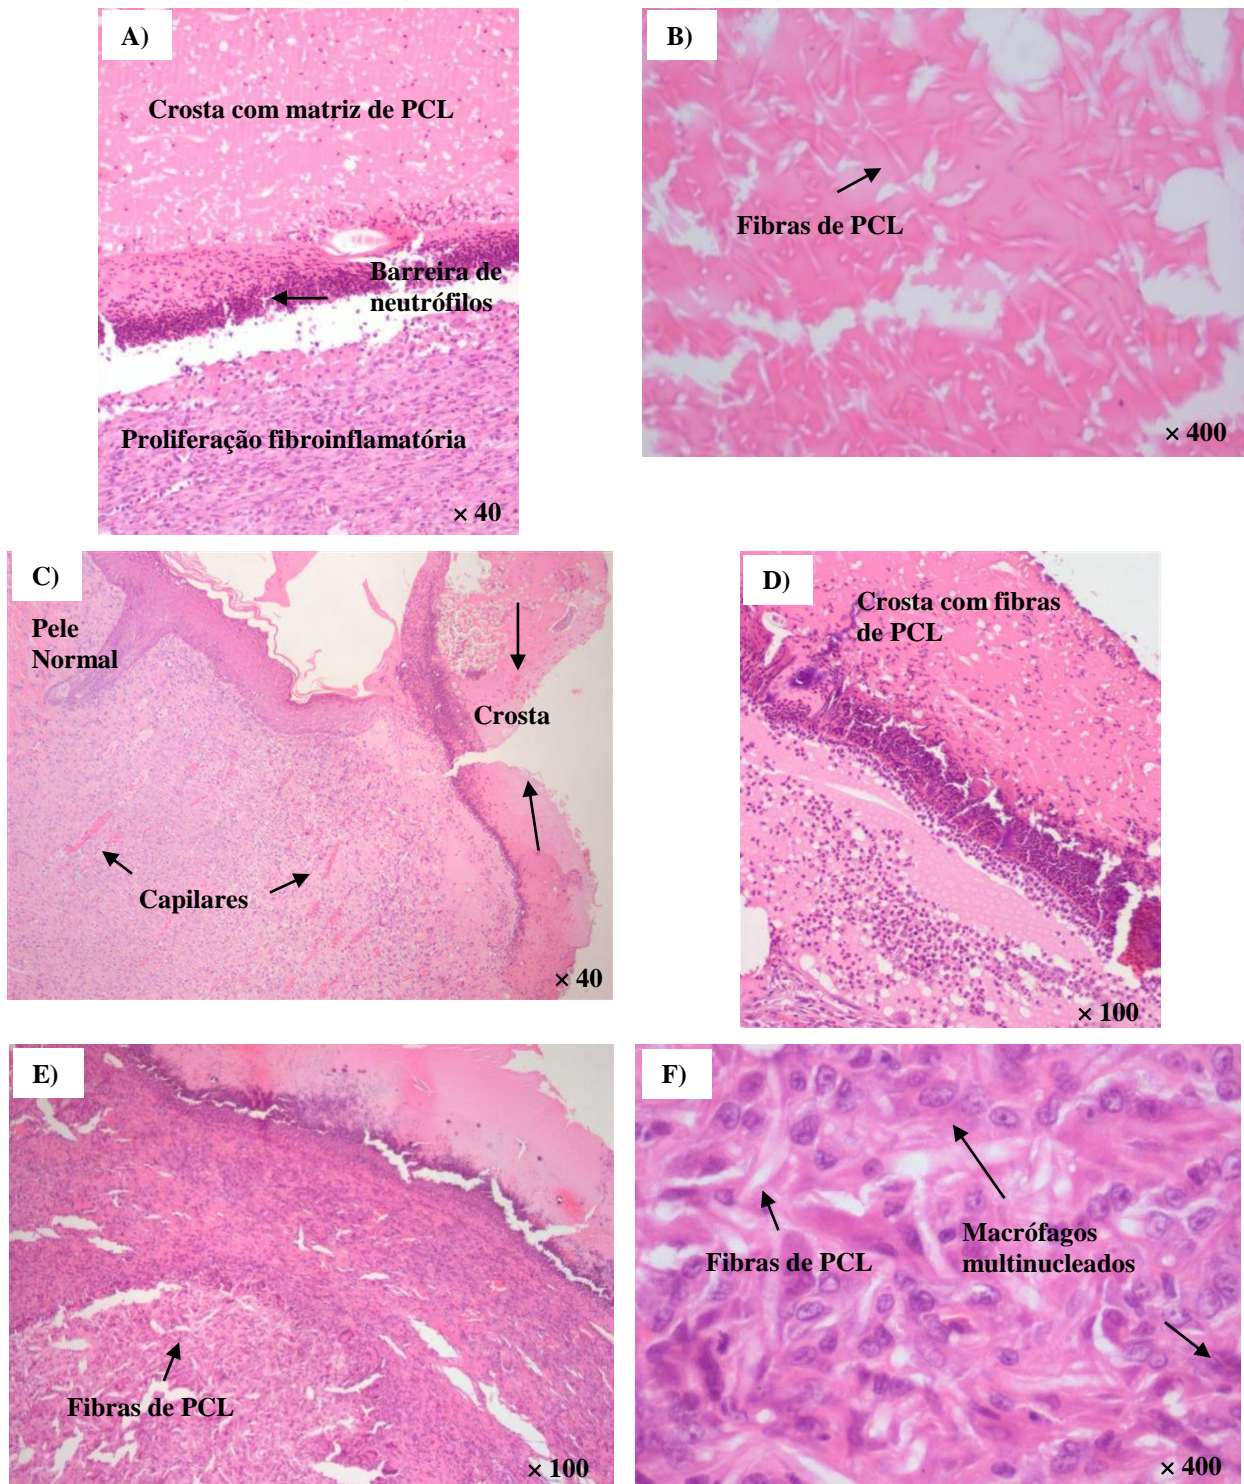 A)
Crosta com matriz de PCL
Barreira de
neutrófilos
Proliferação fibroinflamatória
× 40
B)
Fibras de PCL
× 400
C)
Pele
Normal
Crosta
Capilares
× 40
D)
Crosta com fibras
de PCL
× 100
E)
Fibras de PCL
× 100
F)
Fibras de PCL
Macrófagos
multinucleados
× 400